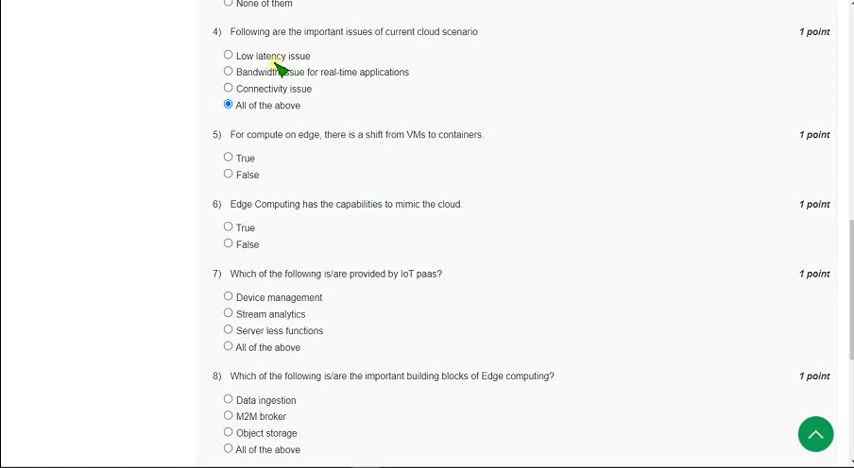 None of them
4) Following are the important issues of current cloud scenario 1 point
Low latency issue
Bandwidth issue for real-time applications
Connectivity issue
All of the above
5) For compute on edge, there is a shift from VMs to containers. 1 point
True
False
6) Edge Computing has the capabilities to mimic the cloud. 1 point
True
False
7) Which of the following is/are provided by IoT paas? 1 point
Device management
Stream analytics
Server less functions
All of the above
8) Which of the following is/are the important building blocks of Edge computing? 1 point
Data ingestion
M2M broker
Object storage
All of the above